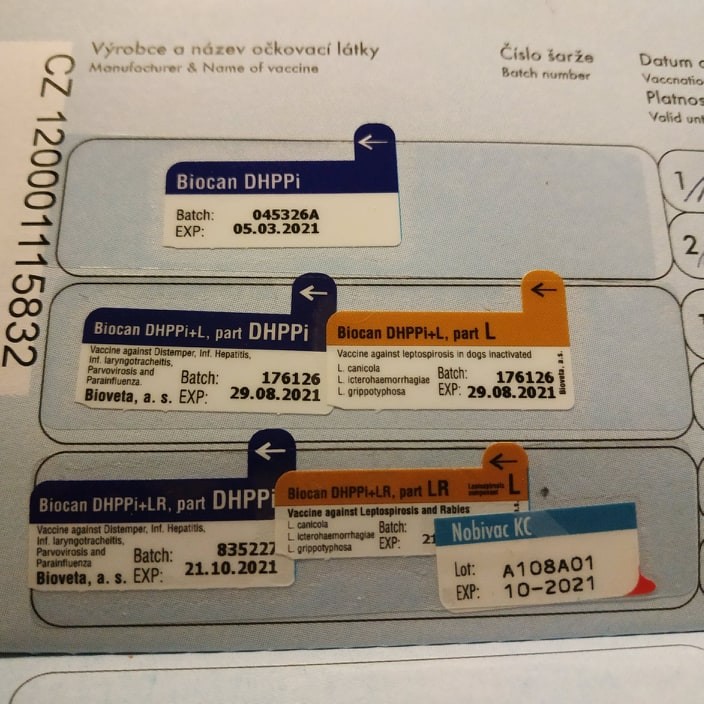 Výrobce a název očkovací látky
Manufacturer & Name of vaccine
Číslo šarže
Batch number
Datum
Platnos
Valid unt
CZ 120001115832
←
Biocan DHPPi
Batch: 045326A
EXP: 05.03.2021
1/
2/
←
Biocan DHPPi+L, part DHPPi
Vaccine against Distemper, Inf. Hepatitis,
Inf. laryngotracheitis,
Parvovirosis and
Parainfluenza.
Batch: 176126
Bioveta, a. s. EXP: 29.08.2021
←
Biocan DHPPi+L, part L
Vaccine against leptospirosis in dogs inactivated
L. canicola
L. icterohaemorrhagiae
L. grippotyphosa
Batch: 176126
EXP: 29.08.2021
Bioveta, a.s.
←
Biocan DHPPi+LR, part DHPPi
Vaccine against Distemper, Inf. Hepatitis,
Inf. laryngotracheitis,
Parvovirosis and
Parainfluenza
Batch: 835227
Bioveta, a. s. EXP: 21.10.2021
←
Biocan DHPPi+LR, part LR
L
Vaccine against Leptospirosis and Rabies
L. canicola
L. icterohaemorrhagiae
L. grippotyphosa
Batch:
EXP: 21
Nobivac KC
Lot: A108A01
EXP: 10-2021